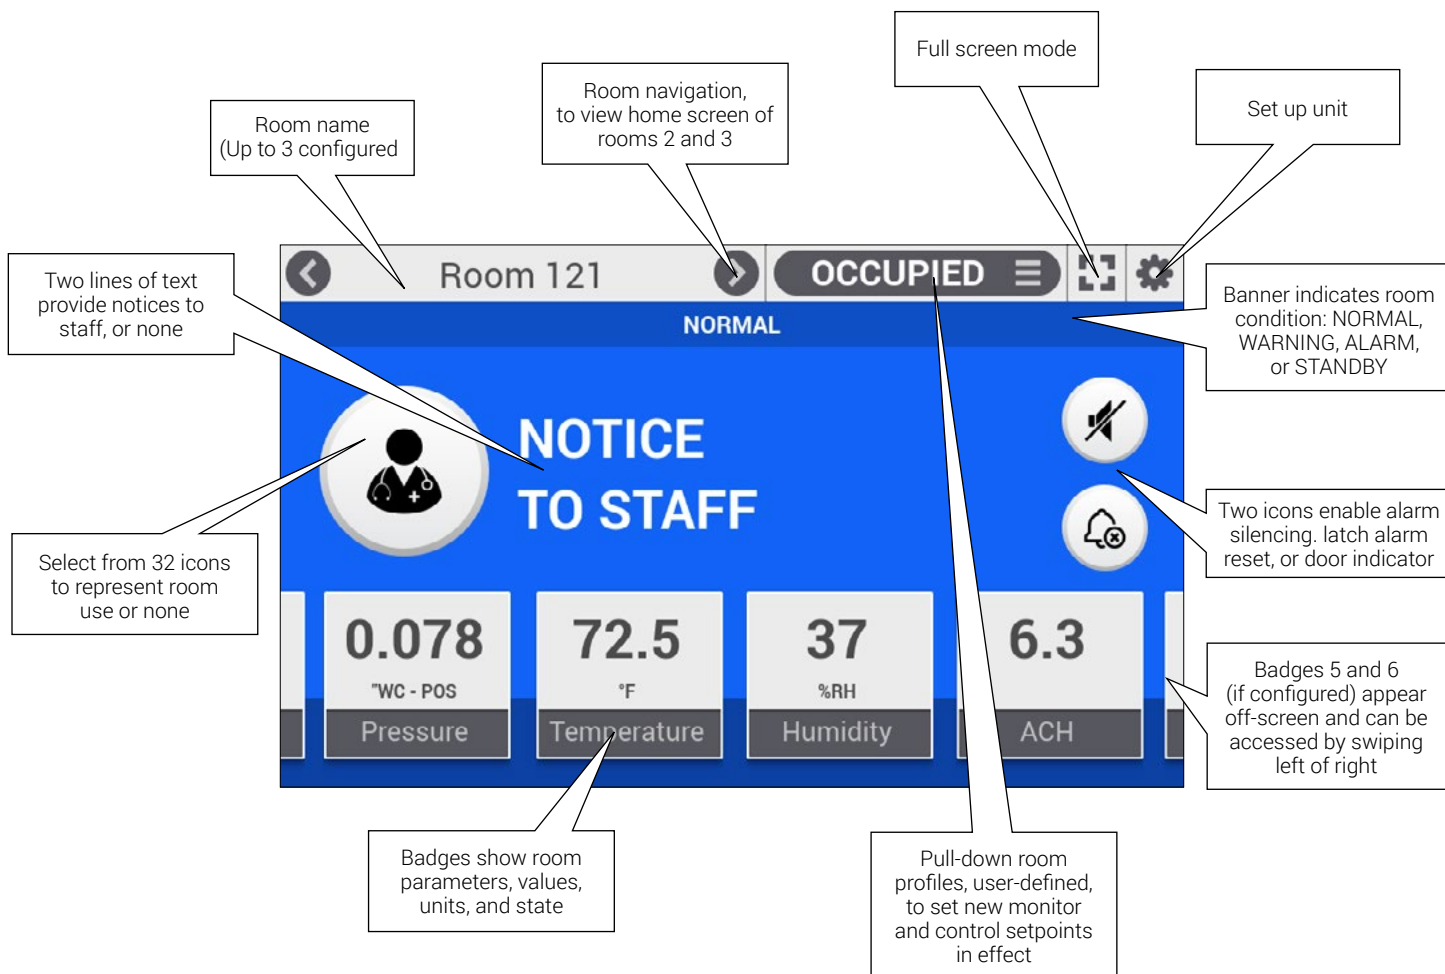 Full screen mode
Set up unit
Room navigation,
to view home screen of
rooms 2 and 3
Room name
(Up to 3 configured
Two lines of text
provide notices to
staff, or none
Room 121
OCCUPIED
NORMAL
Banner indicates room
condition: NORMAL,
WARNING, ALARM,
or STANDBY
NOTICE
TO STAFF
Select from 32 icons
to represent room
use or none
Two icons enable alarm
silencing. latch alarm
reset, or door indicator
0.078
"WC - POS
Pressure
72.5
°F
Temperature
37
%RH
Humidity
6.3
ACH
Badges 5 and 6
(if configured) appear
off-screen and can be
accessed by swiping
left of right
Badges show room
parameters, values,
units, and state
Pull-down room
profiles, user-defined,
to set new monitor
and control setpoints
in effect